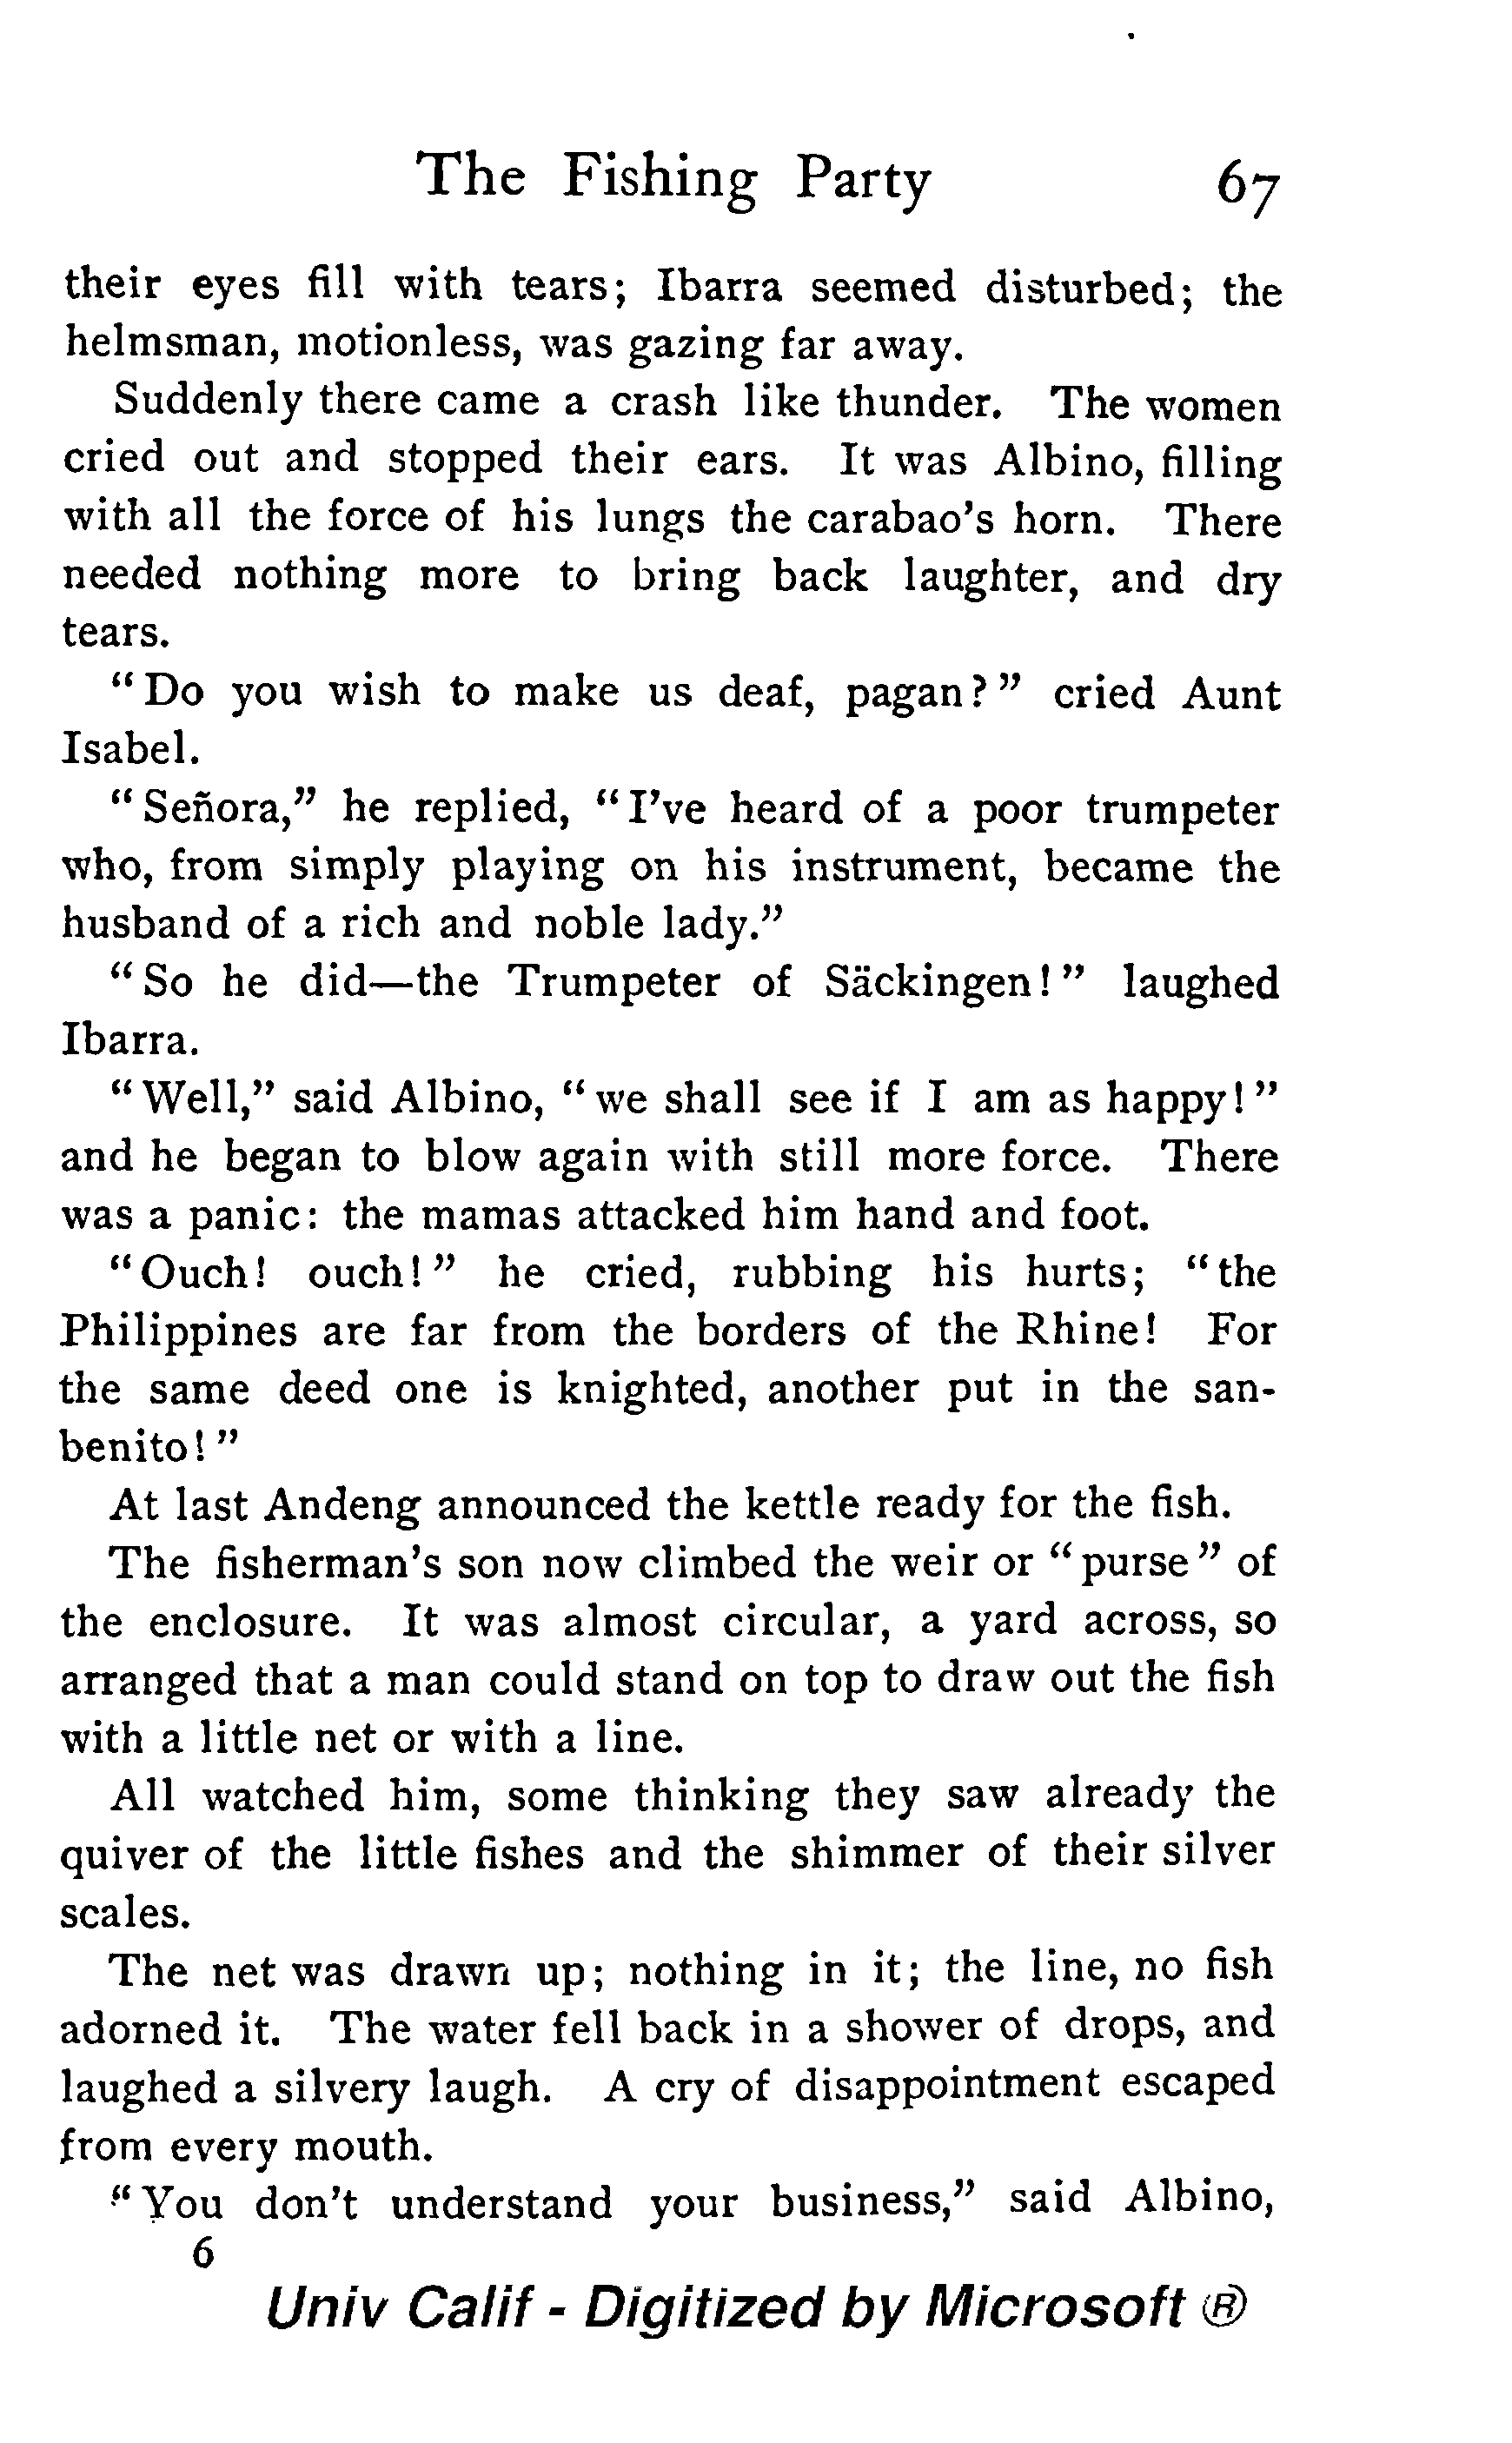 The Fishing Party 67
their eyes fill with tears; Ibarra seemed disturbed; the
helmsman, motionless, was gazing far away.
Suddenly there came a crash like thunder. The women
cried out and stopped their ears. It was Albino, filling
with all the force of his lungs the carabao's horn. There
needed nothing more to bring back laughter, and dry
tears.
"Do you wish to make us deaf, pagan?" cried Aunt
Isabel.
"Señora," he replied, "I've heard of a poor trumpeter
who, from simply playing on his instrument, became the
husband of a rich and noble lady."
"So he did—the Trumpeter of Säckingen!" laughed
Ibarra.
"Well," said Albino, "we shall see if I am as happy!"
and he began to blow again with still more force. There
was a panic: the mamas attacked him hand and foot.
"Ouch! ouch!" he cried, rubbing his hurts; "the
Philippines are far from the borders of the Rhine! For
the same deed one is knighted, another put in the san-
benito!"
At last Andeng announced the kettle ready for the fish.
The fisherman's son now climbed the weir or "purse" of
the enclosure. It was almost circular, a yard across, so
arranged that a man could stand on top to draw out the fish
with a little net or with a line.
All watched him, some thinking they saw already the
quiver of the little fishes and the shimmer of their silver
scales.
The net was drawn up; nothing in it; the line, no fish
adorned it. The water fell back in a shower of drops, and
laughed a silvery laugh. A cry of disappointment escaped
from every mouth.
"You don't understand your business," said Albino,
6
Univ Calif - Digitized by Microsoft ®